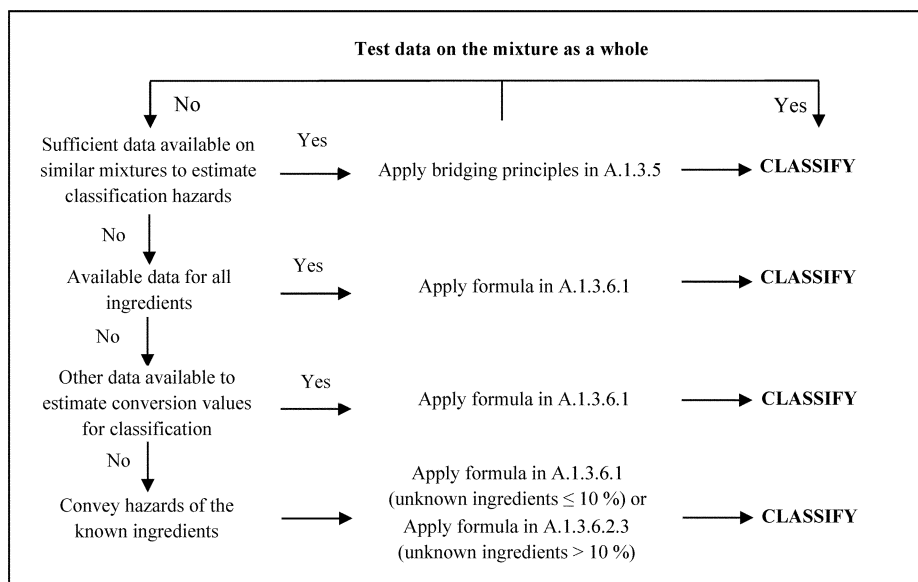 Test data on the mixture as a whole
No
Yes
Sufficient data available on
similar mixtures to estimate
classification hazards
Yes
Apply bridging principles in A.1.3.5
CLASSIFY
No
Available data for all
ingredients
Yes
Apply formula in A.1.3.6.1
CLASSIFY
No
Other data available to
estimate conversion values
for classification
Yes
Apply formula in A.1.3.6.1
CLASSIFY
No
Convey hazards of the
known ingredients
Apply formula in A.1.3.6.1
(unknown ingredients ≤ 10 %) or
Apply formula in A.1.3.6.2.3
(unknown ingredients > 10 %)
CLASSIFY